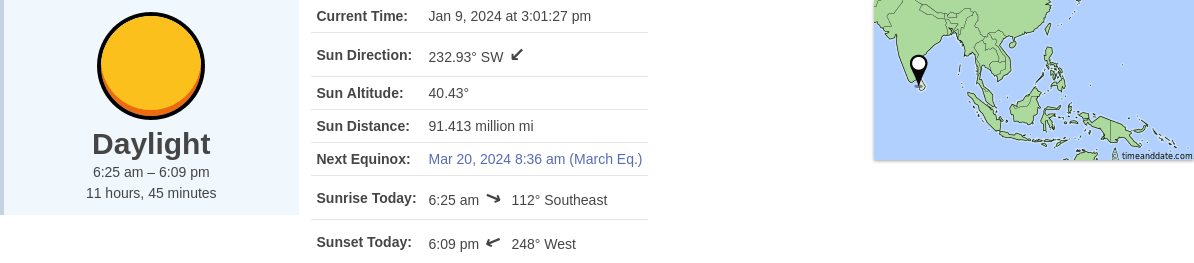 Daylight
6:25 am – 6:09 pm
11 hours, 45 minutes
Current Time: Jan 9, 2024 at 3:01:27 pm
Sun Direction: 232.93° SW ↙
Sun Altitude: 40.43°
Sun Distance: 91.413 million mi
Next Equinox: Mar 20, 2024 8:36 am (March Eq.)
Sunrise Today: 6:25 am ➞ 112° Southeast
Sunset Today: 6:09 pm ← 248° West
© timeanddate.com